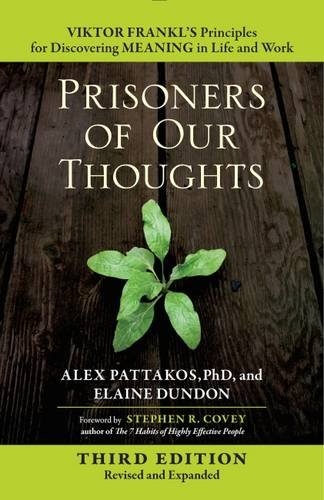 VIKTOR FRANKL'S Principles
for Discovering MEANING in Life and Work
PRISONERS
OF OUR
THOUGHTS
ALEX PATTAKOS, PhD, and
ELAINE DUNDON
Foreword by STEPHEN R. COVEY
author of The 7 Habits of Highly Effective People
THIRD EDITION
Revised and Expanded